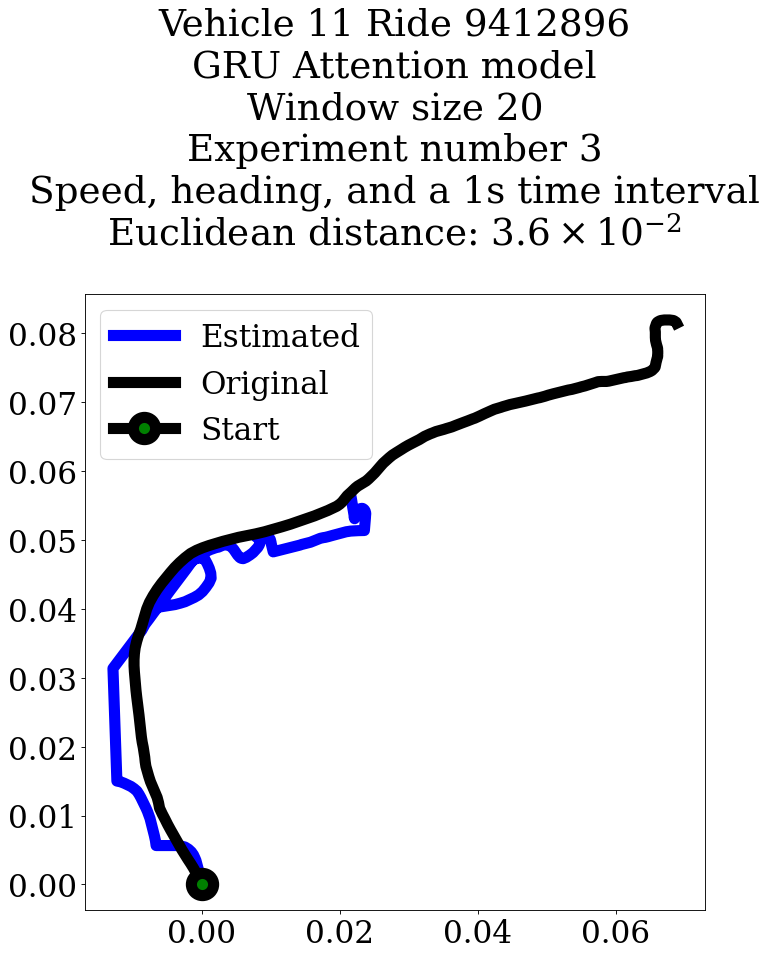 Vehicle 11 Ride 9412896
GRU Attention model
Window size 20
Experiment number 3
Speed, heading, and a 1s time interval
Euclidean distance: 3.6 × 10⁻²
Estimated
Original
Start
0.08
0.07
0.06
0.05
0.04
0.03
0.02
0.01
0.00
0.00 0.02 0.04 0.06